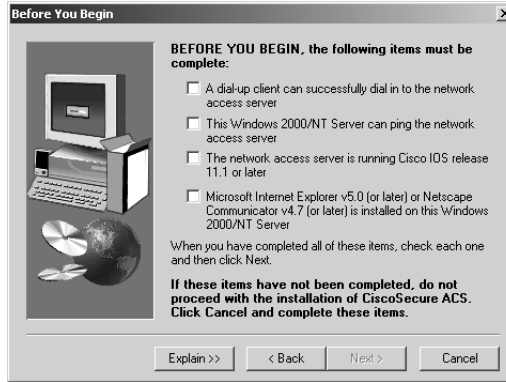 Before You Begin
BEFORE YOU BEGIN, the following items must be
complete:
A dial-up client can successfully dial in to the network
access server
This Windows 2000/NT Server can ping the network
access server
The network access server is running Cisco IOS release
11.1 or later
Microsoft Internet Explorer v5.0 (or later) or Netscape
Communicator v4.7 (or later) is installed on this Windows
2000/NT Server
When you have completed all of these items, check each one
and then click Next.
If these items have not been completed, do not
proceed with the installation of CiscoSecure ACS.
Click Cancel and complete these items.
Explain >>
< Back
Next >
Cancel